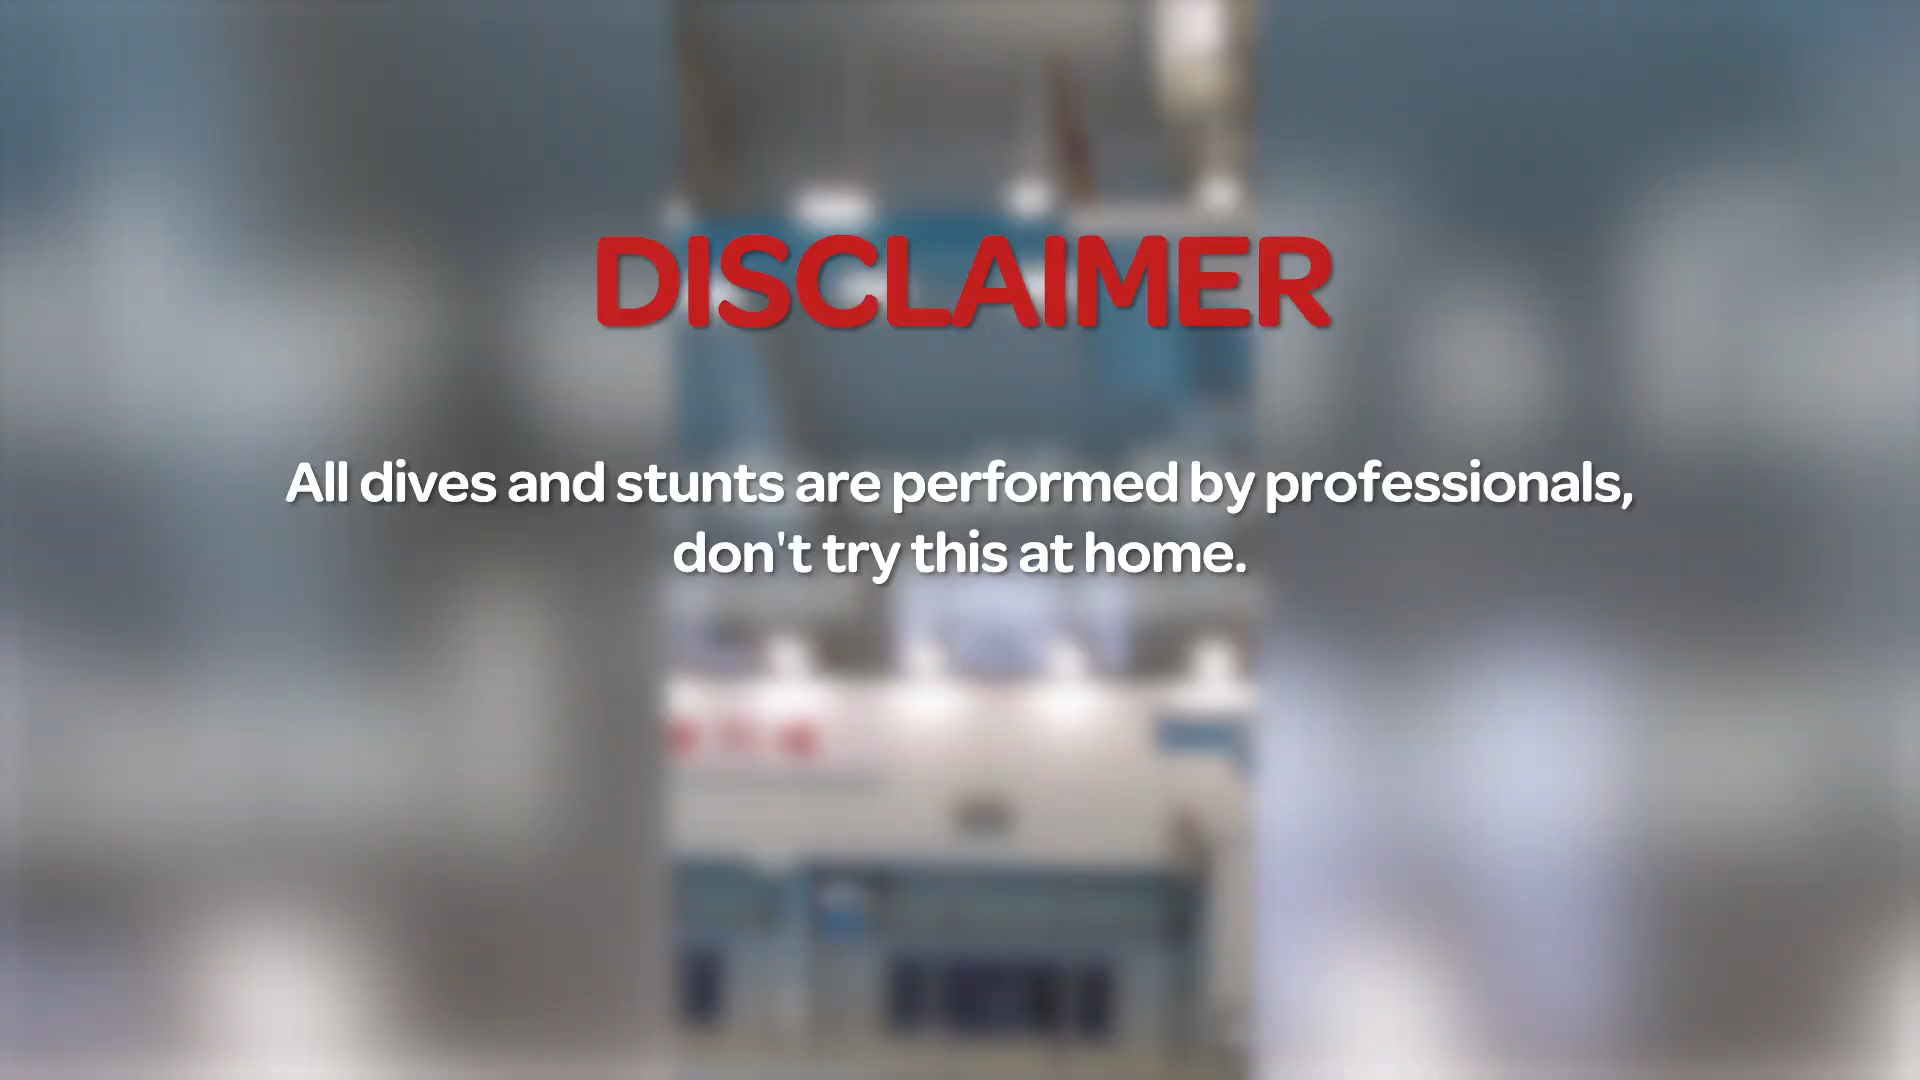 DISCLAIMER
All dives and stunts are performed by professionals,
don't try this at home.